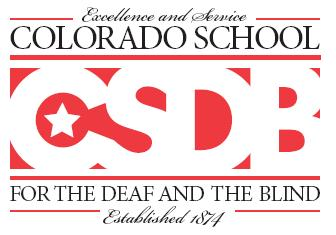 Excellence and Service
COLORADO SCHOOL
CSDB
FOR THE DEAF AND THE BLIND
Established 1874